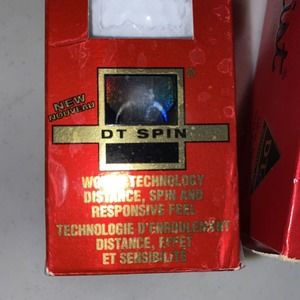 NEW
NOUVEAU
DT SPIN
TECHNOLOGY
DISTANCE, SPIN AND
RESPONSIVE FEEL
TECHNOLOGIE D'ENROULEMENT
DISTANCE, EFFET
ET SENSIBILITÉ